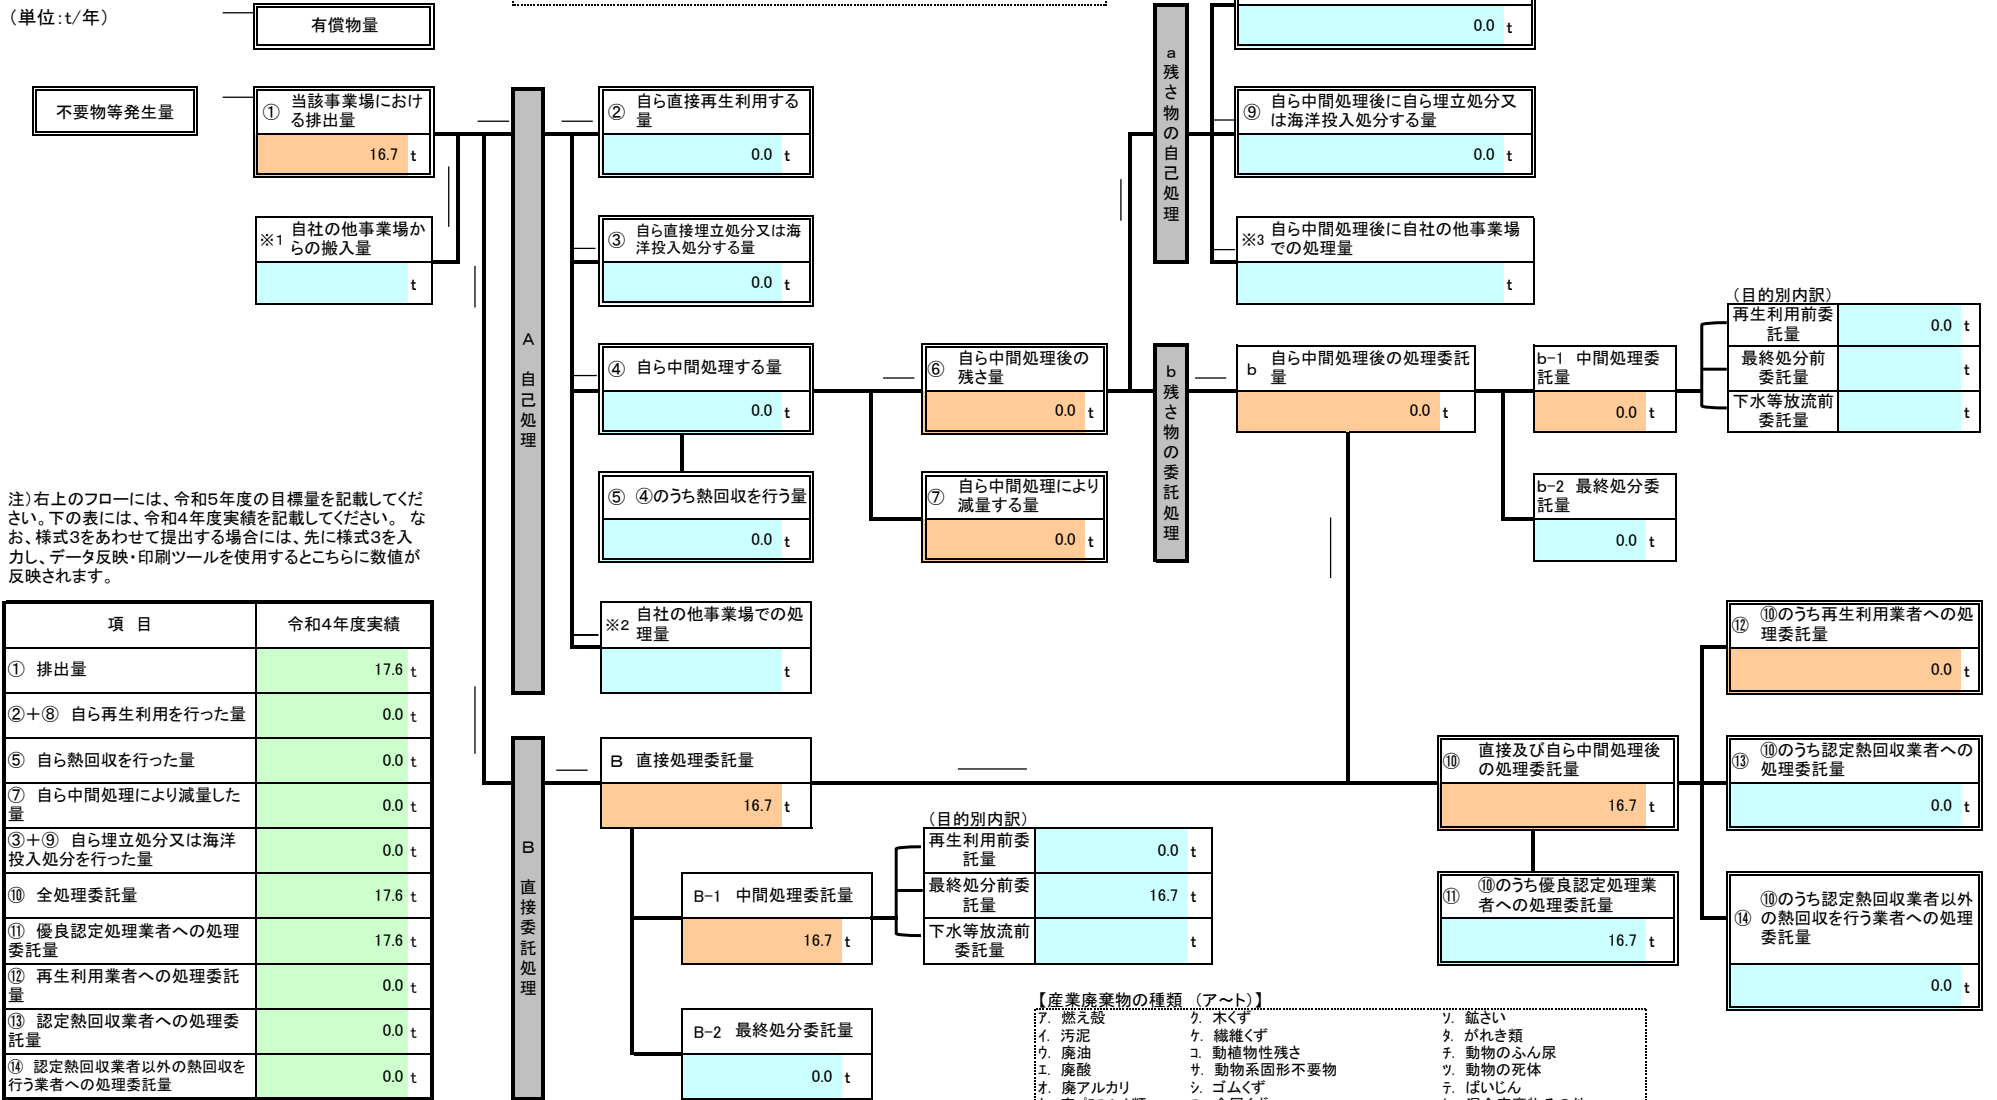 （単位:t/年）
有償物量
0.0 t
不要物等発生量
① 当該事業場におけ
る排出量
16.7 t
② 自ら直接再生利用する
量
0.0 t
a 残さ物の自己処理
⑨ 自ら中間処理後に自ら埋立処分又
は海洋投入処分する量
0.0 t
※1 自社の他事業場か
らの搬入量
t
③ 自ら直接埋立処分又は海
洋投入処分する量
0.0 t
※3 自ら中間処理後に自社の他事業場
での処理量
t
A 自己処理
④ 自ら中間処理する量
0.0 t
⑥ 自ら中間処理後の
残さ量
0.0 t
b 残さ物の委託処理
b 自ら中間処理後の処理委託
量
0.0 t
b-1 中間処理委
託量
0.0 t
（目的別内訳）
再生利用前委
託量
0.0 t
最終処分前
委託量
t
下水等放流前
委託量
t
⑤ ④のうち熱回収を行う量
0.0 t
⑦ 自ら中間処理により
減量する量
0.0 t
b-2 最終処分委
託量
0.0 t
注）右上のフローには、令和5年度の目標量を記載してくだ
さい。下の表には、令和4年度実績を記載してください。 な
お、様式3をあわせて提出する場合には、先に様式3を入
力し、データ反映・印刷ツールを使用するとこちらに数値が
反映されます。
※2 自社の他事業場での処
理量
t
項 目 令和4年度実績
① 排出量 17.6 t
②＋⑧ 自ら再生利用を行った量 0.0 t
⑤ 自ら熱回収を行った量 0.0 t
⑦ 自ら中間処理により減量した
量 0.0 t
③＋⑨ 自ら埋立処分又は海洋
投入処分を行った量 0.0 t
⑩ 全処理委託量 17.6 t
⑪ 優良認定処理業者への処理
委託量 17.6 t
⑫ 再生利用業者への処理委託
量 0.0 t
⑬ 認定熱回収業者への処理委
託量 0.0 t
⑭ 認定熱回収業者以外の熱回収を
行う業者への処理委託量 0.0 t
B 直接委託処理
B 直接処理委託量
16.7 t
B-1 中間処理委託量
16.7 t
（目的別内訳）
再生利用前委
託量
0.0 t
最終処分前委
託量
16.7 t
下水等放流前
委託量
t
B-2 最終処分委託量
0.0 t
⑩ 直接及び自ら中間処理後
の処理委託量
16.7 t
⑪ ⑩のうち優良認定処理業
者への処理委託量
16.7 t
⑫ ⑩のうち再生利用業者への処
理委託量
0.0 t
⑬ ⑩のうち認定熱回収業者への
処理委託量
0.0 t
⑭ ⑩のうち認定熱回収業者以外
の熱回収を行う業者への処理
委託量
0.0 t
【産業廃棄物の種類 （ア～ト）】
ア. 燃え殻 ク. 木くず ソ. 鉱さい
イ. 汚泥 ケ. 繊維くず タ. がれき類
ウ. 廃油 コ. 動植物性残さ チ. 動物のふん尿
エ. 廃酸 サ. 動物系固形不要物 ツ. 動物の死体
オ. 廃アルカリ シ. ゴムくず テ. ばいじん